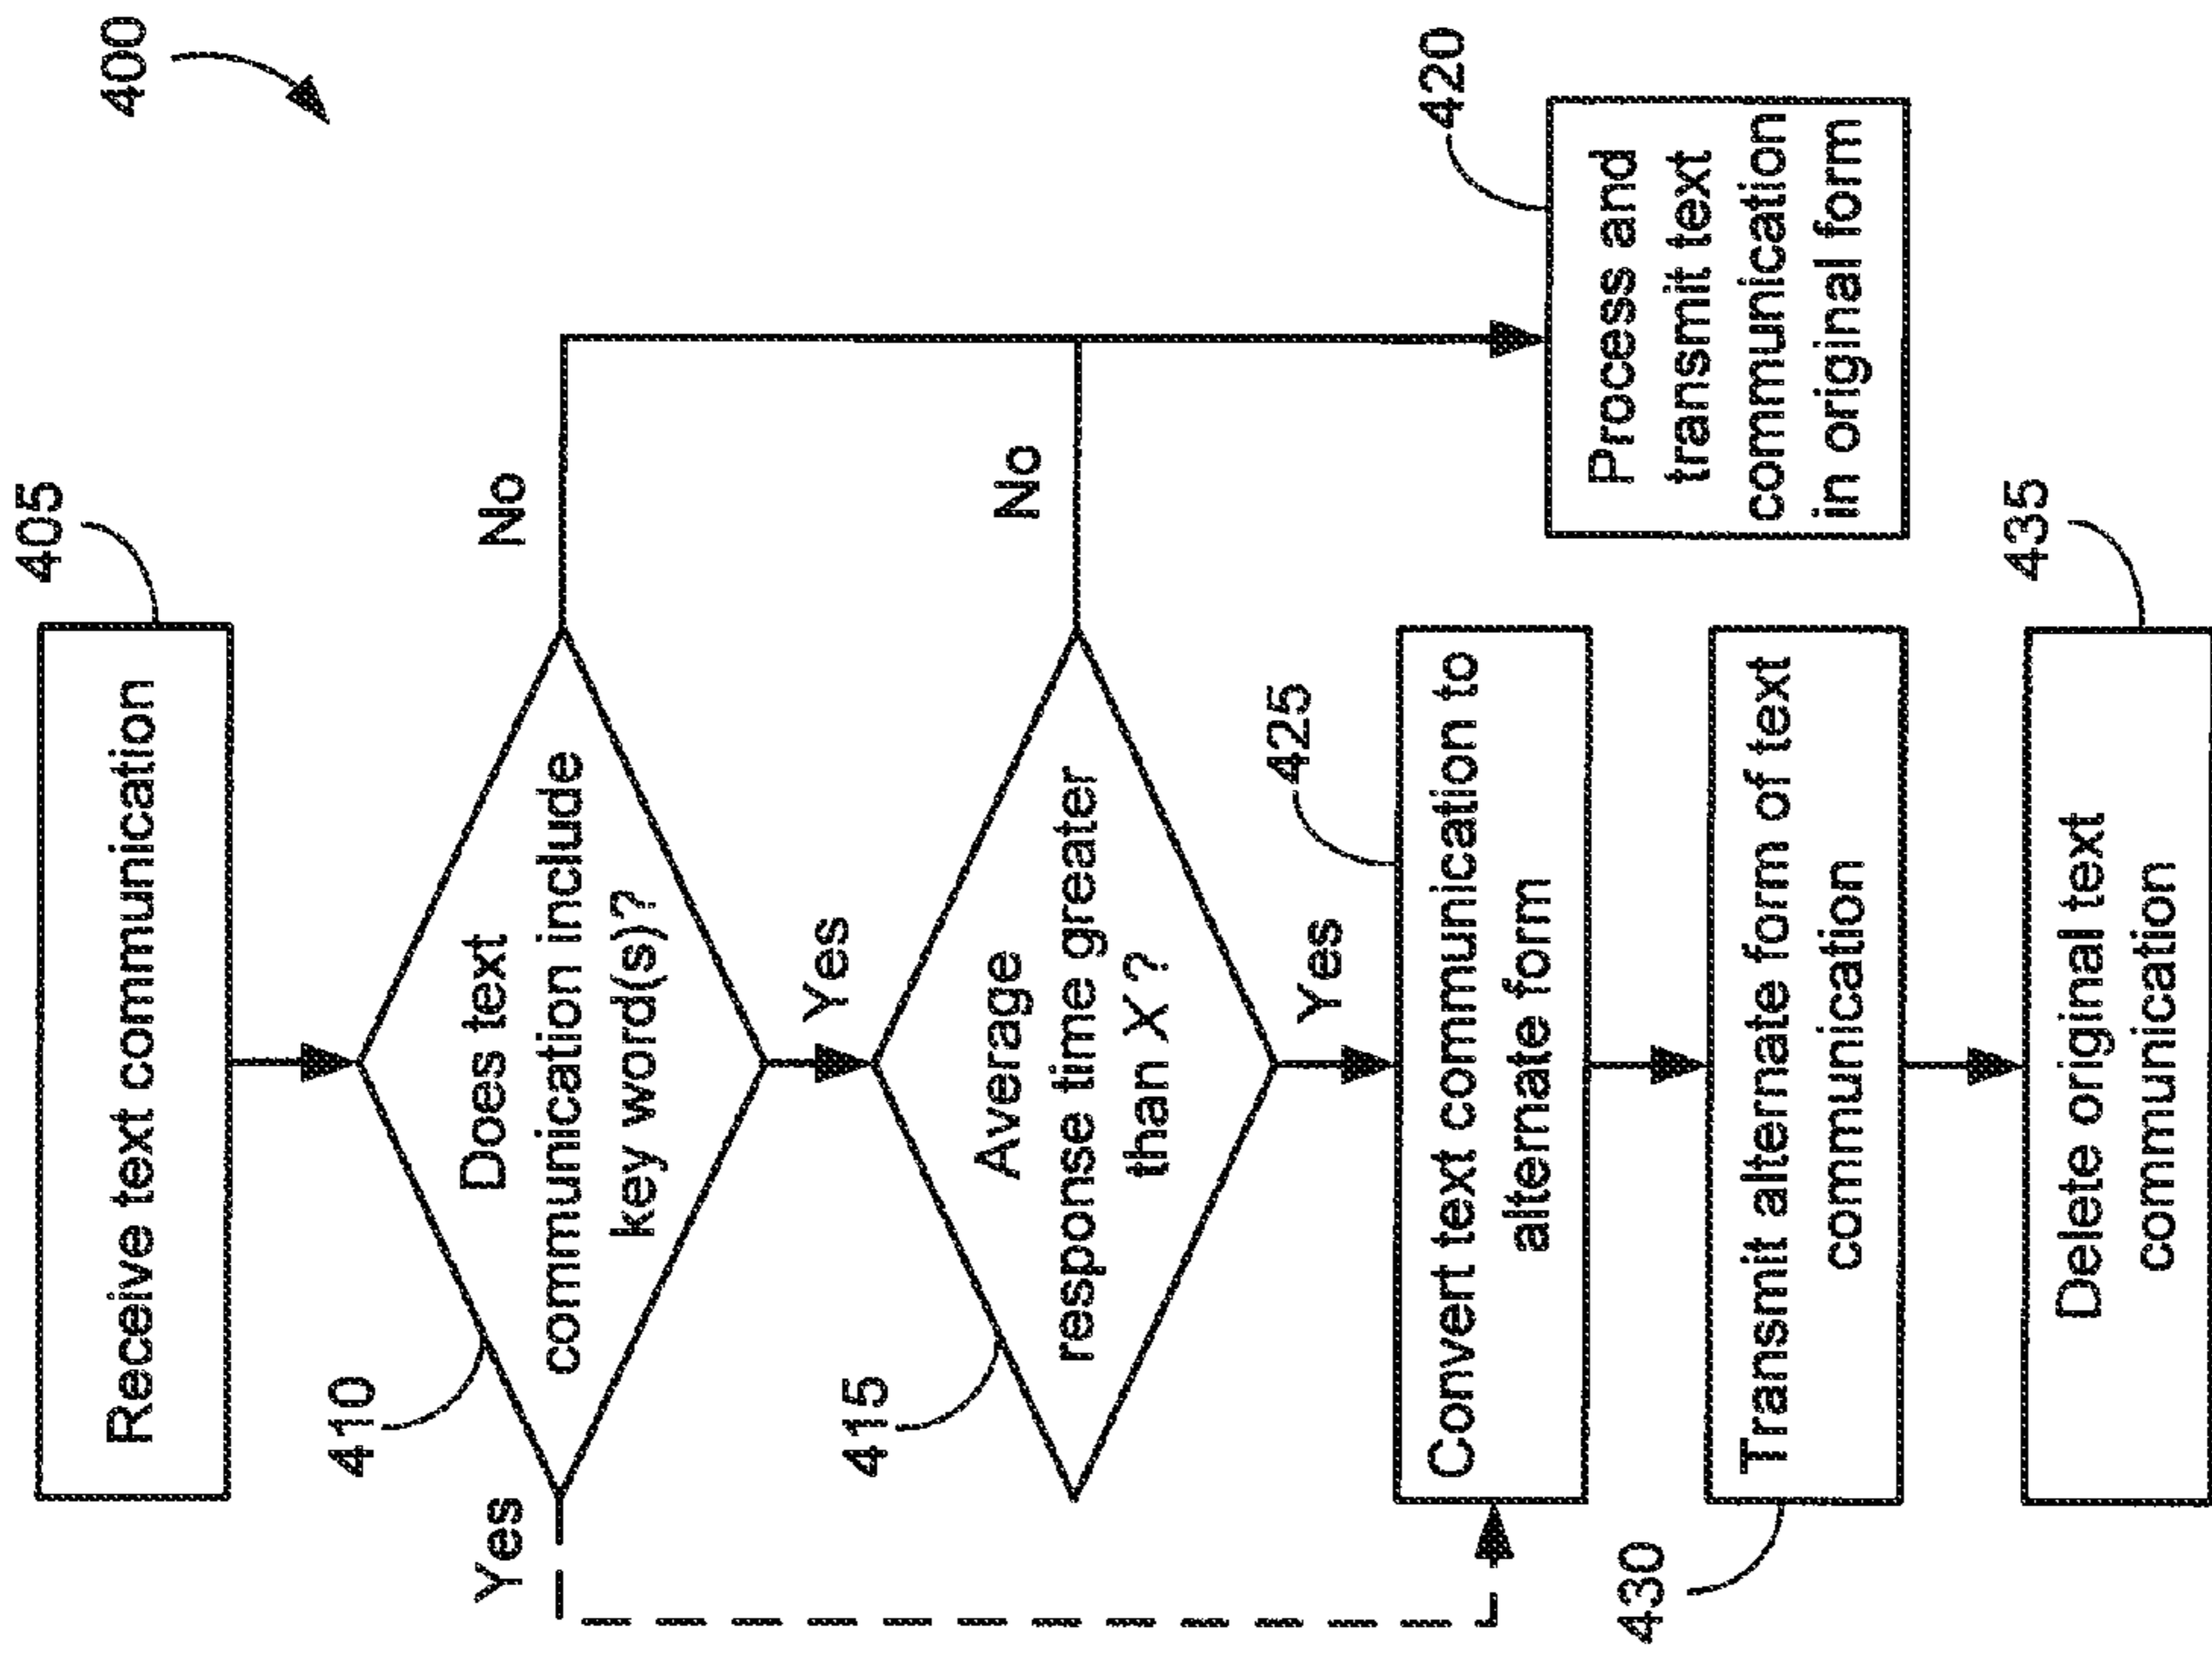 400
405
Receive text communication
410
Does text
communication include
key word(s)?
No
Yes
Yes
415
Average
response time greater
than X ?
No
Yes
420
Process and
transmit text
communication
in original form
425
Convert text communication to
alternate form
430
Transmit alternate form of text
communication
435
Delete original text
communication